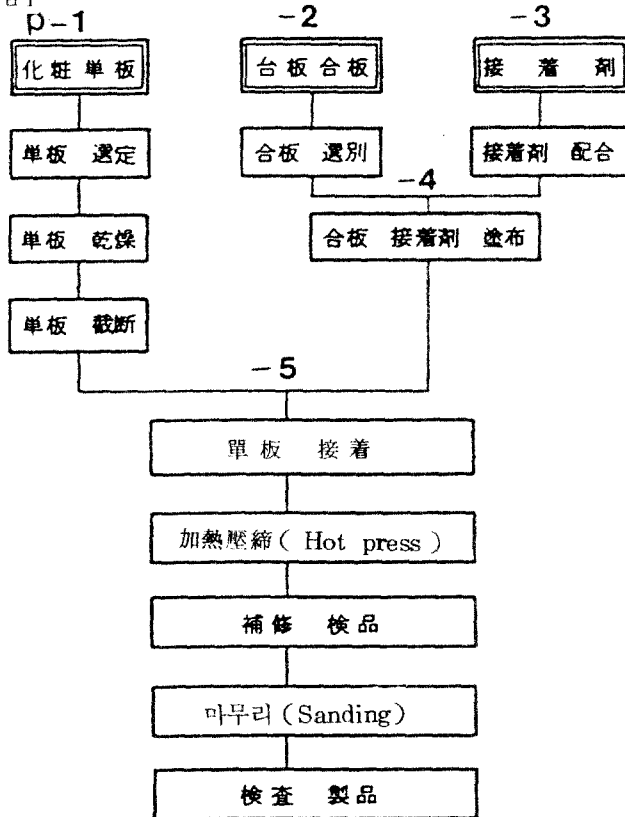 p-1
-2
-3
化粧単板
台板合板
接着剤
単板 選定
合板 選別
接着剤 配合
-4
単板 乾燥
合板 接着剤 塗布
単板 截断
-5
單板 接着
加熱壓締( Hot press )
補修 検品
마무리(Sanding)
検査 製品